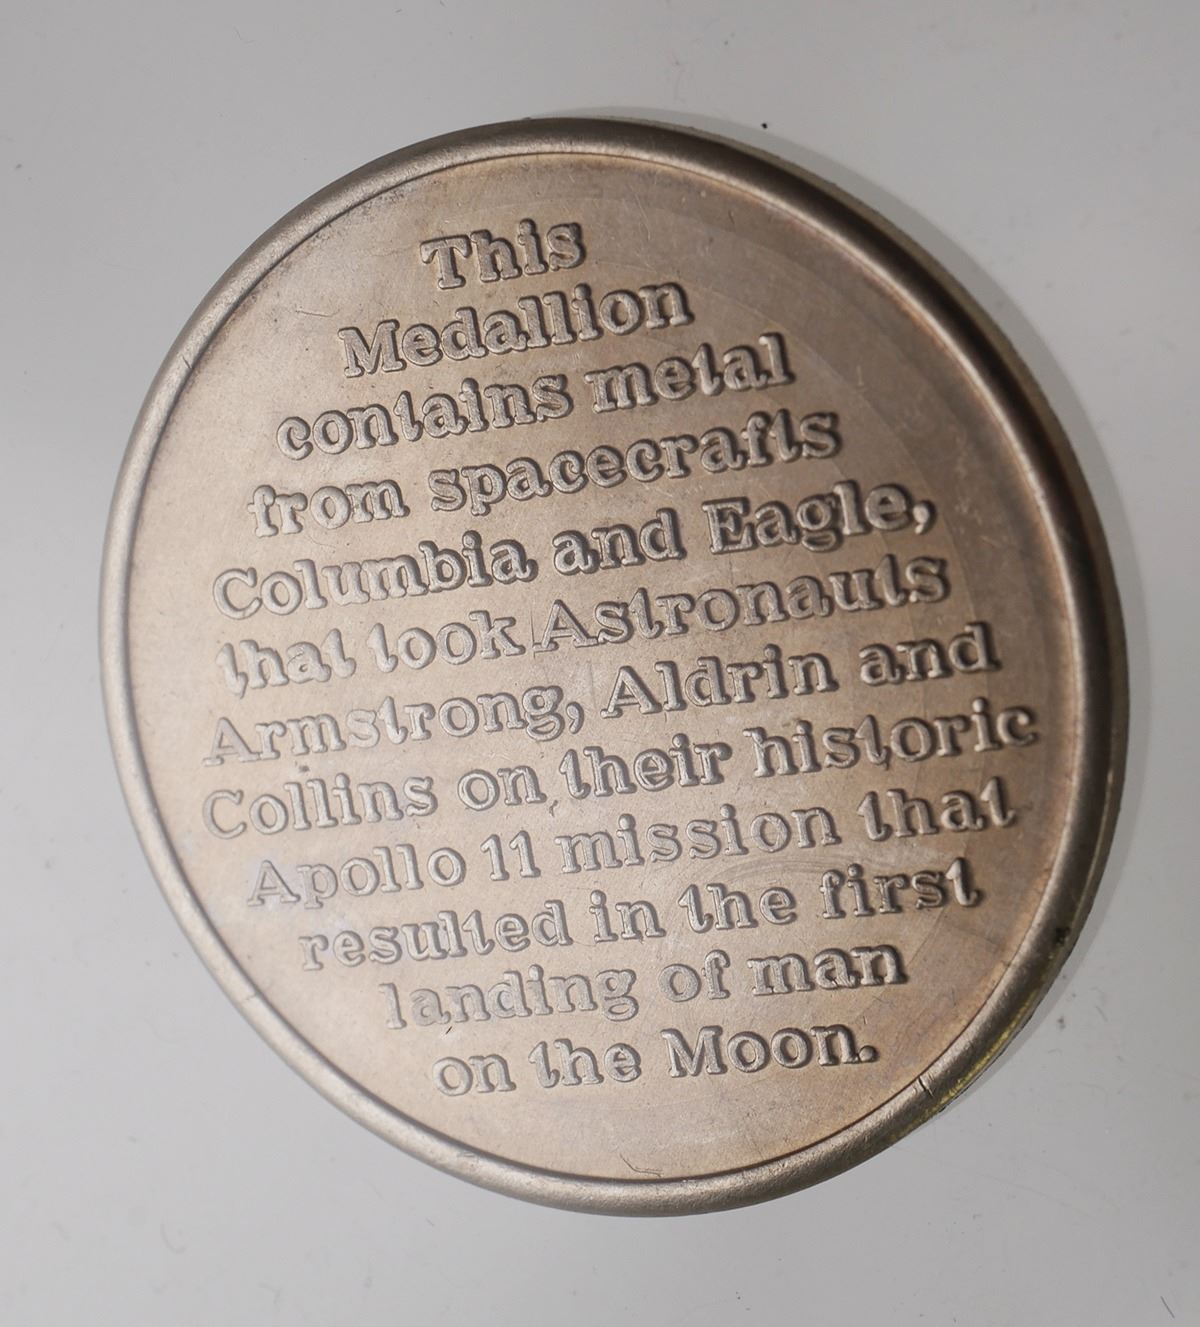 This
Medallion
contains metal
from spacecrafts
Columbia and Eagle,
that took Astronauts
Armstrong, Aldrin and
Collins on their historic
Apollo 11 mission that
resulted in the first
landing of man
on the Moon.